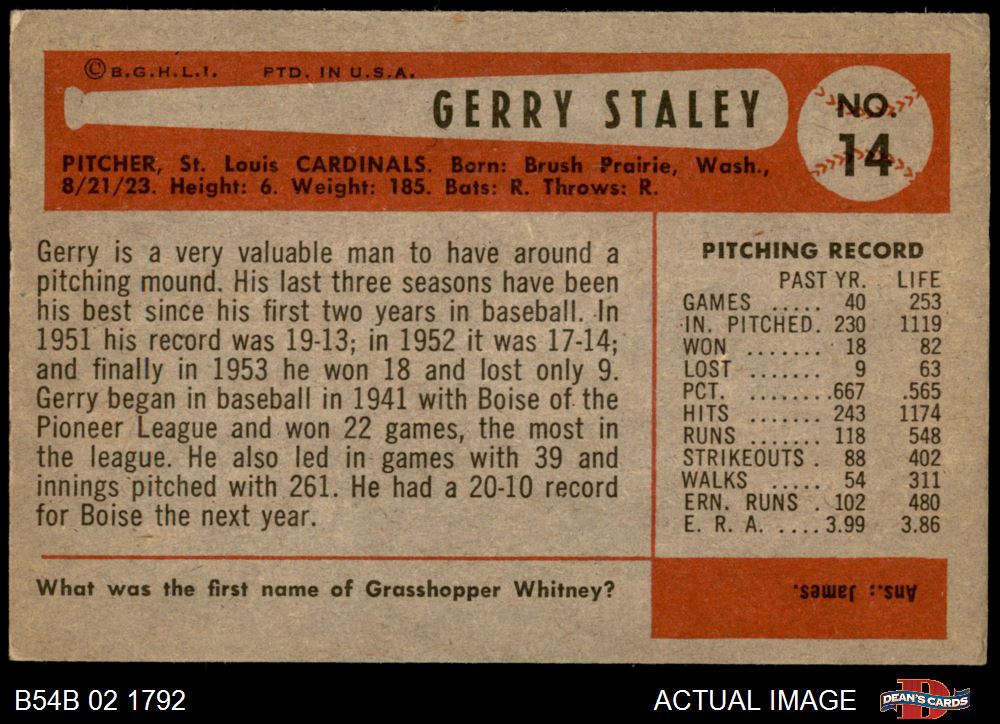 © B.G.H.L.I. PTD. IN U.S.A.
GERRY STALEY
NO.
14
PITCHER, St. Louis CARDINALS. Born: Brush Prairie, Wash.,
8/21/23. Height: 6. Weight: 185. Bats: R. Throws: R.
Gerry is a very valuable man to have around a
pitching mound. His last three seasons have been
his best since his first two years in baseball. In
1951 his record was 19-13; in 1952 it was 17-14;
and finally in 1953 he won 18 and lost only 9.
Gerry began in baseball in 1941 with Boise of the
Pioneer League and won 22 games, the most in
the league. He also led in games with 39 and
innings pitched with 261. He had a 20-10 record
for Boise the next year.
PITCHING RECORD
PAST YR. LIFE
GAMES ..... 40 253
IN. PITCHED. 230 1119
WON ....... 18 82
LOST ....... 9 63
PCT. ........ .667 .565
HITS ....... 243 1174
RUNS ....... 118 548
STRIKEOUTS . 88 402
WALKS ..... 54 311
ERN. RUNS . 102 480
E. R. A. .... 3.99 3.86
What was the first name of Grasshopper Whitney?
Ans.: James.
B54B 02 1792
ACTUAL IMAGE
DEAN'S CARDS